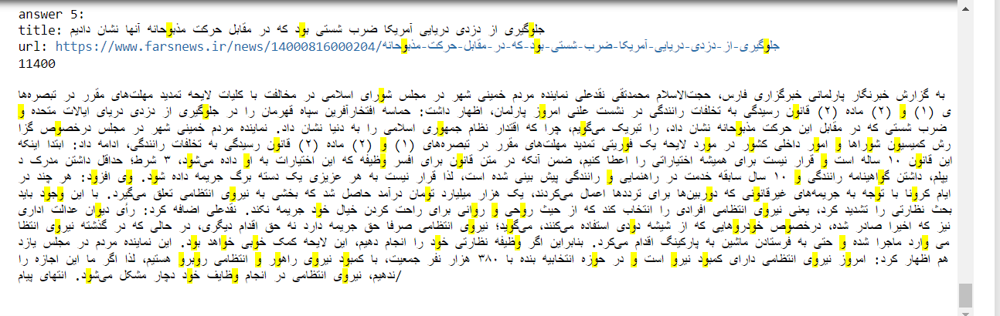 answer 5:
title: جلوگیری از دزدی دریایی آمریکا ضرب شستی بود که در مقابل حرکت مذبوحانه آنها نشان دادیم
url: https://www.farsnews.ir/news/14000816000204/جلوگیری-از-دزدی-دریایی-آمریکا-ضرب-شستی-بود-که-در-مقابل-حرکت-مذبوحانه
11400
به گزارش خبرنگار پارلمانی خبرگزاری فارس، حجت‌الاسلام محمدتقی نقدعلی نماینده مردم خمینی شهر در مجلس شورای اسلامی در مخالفت با کلیات لایحه تمدید مهلت‌های مقرر در تبصره‌ها
ی (۱) و (۲) ماده (۲) قانون رسیدگی به تخلفات رانندگی در نشست علنی امروز پارلمان، اظهار داشت: حماسه افتخارآفرین سپاه قهرمان را در جلوگیری از دزدی دریای ایالات متحده و
ضرب شستی که در مقابل این حرکت مذبوحانه نشان داد، را تبریک می‌گویم، چرا که اقتدار نظام جمهوری اسلامی را به دنیا نشان داد. نماینده مردم خمینی شهر در مجلس درخصوص گزا
رش کمیسیون شوراها و امور داخلی کشور در مورد لایحه یک فوریتی تمدید مهلت‌های مقرر در تبصره‌های (۱) و (۲) ماده (۲) قانون رسیدگی به تخلفات رانندگی، ادامه داد: ابتدا اینکه
این قانون ۱۰ ساله است و قرار نیست برای همیشه اختیاراتی را اعطا کنیم، ضمن آنکه در متن قانون برای افسر وظیفه که این اختیارات به او داده می‌شود، ۳ شرط؛ حداقل داشتن مدرک د
یپلم، داشتن گواهینامه رانندگی و ۱۰ سال سابقه خدمت در راهنمایی و رانندگی پیش بینی شده است، لذا قرار نیست به هر عزیزی یک دسته برگ جریمه داده شود. وی افزود: هر چند در
ایام کرونا با توجه به جریمه‌های غیرقانونی که دوربین‌ها برای ترددها اعمال می‌کردند، یک هزار میلیارد تومان درآمد حاصل شد که بخشی به نیروی انتظامی تعلق می‌گیرد. با این وجود باید
بحث نظارتی را تشدید کرد، یعنی نیروی انتظامی افرادی را انتخاب کند که از حیث روحی و روانی برای راحت کردن خیال خود جریمه نکند. نقدعلی اضافه کرد: رأی دیوان عدالت اداری
نیز که اخیرا صادر شده، درخصوص خودروهایی که از شیشه دودی استفاده می‌کنند، می‌گوید؛ نیروی انتظامی صرفا حق جریمه دارد نه حق اقدام دیگری، در حالی که در گذشته نیروی انتظا
می وارد ماجرا شده و حتی به فرستادن ماشین به پارکینگ اقدام می‌کرد. بنابراین اگر وظیفه نظارتی خود را انجام دهیم، این لایحه کمک خوبی خواهد بود. این نماینده مردم در مجلس یازد
هم اظهار کرد: امروز نیروی انتظامی دارای کمبود نیرو است و در حوزه انتخابیه بنده با ۳۸۰ هزار نفر جمعیت، با کمبود نیروی راهور و انتظامی روبرو هستیم، لذا اگر ما این اجازه را
ندهیم، نیروی انتظامی در انجام وظایف خود دچار مشکل می‌شود. انتهای پیام/